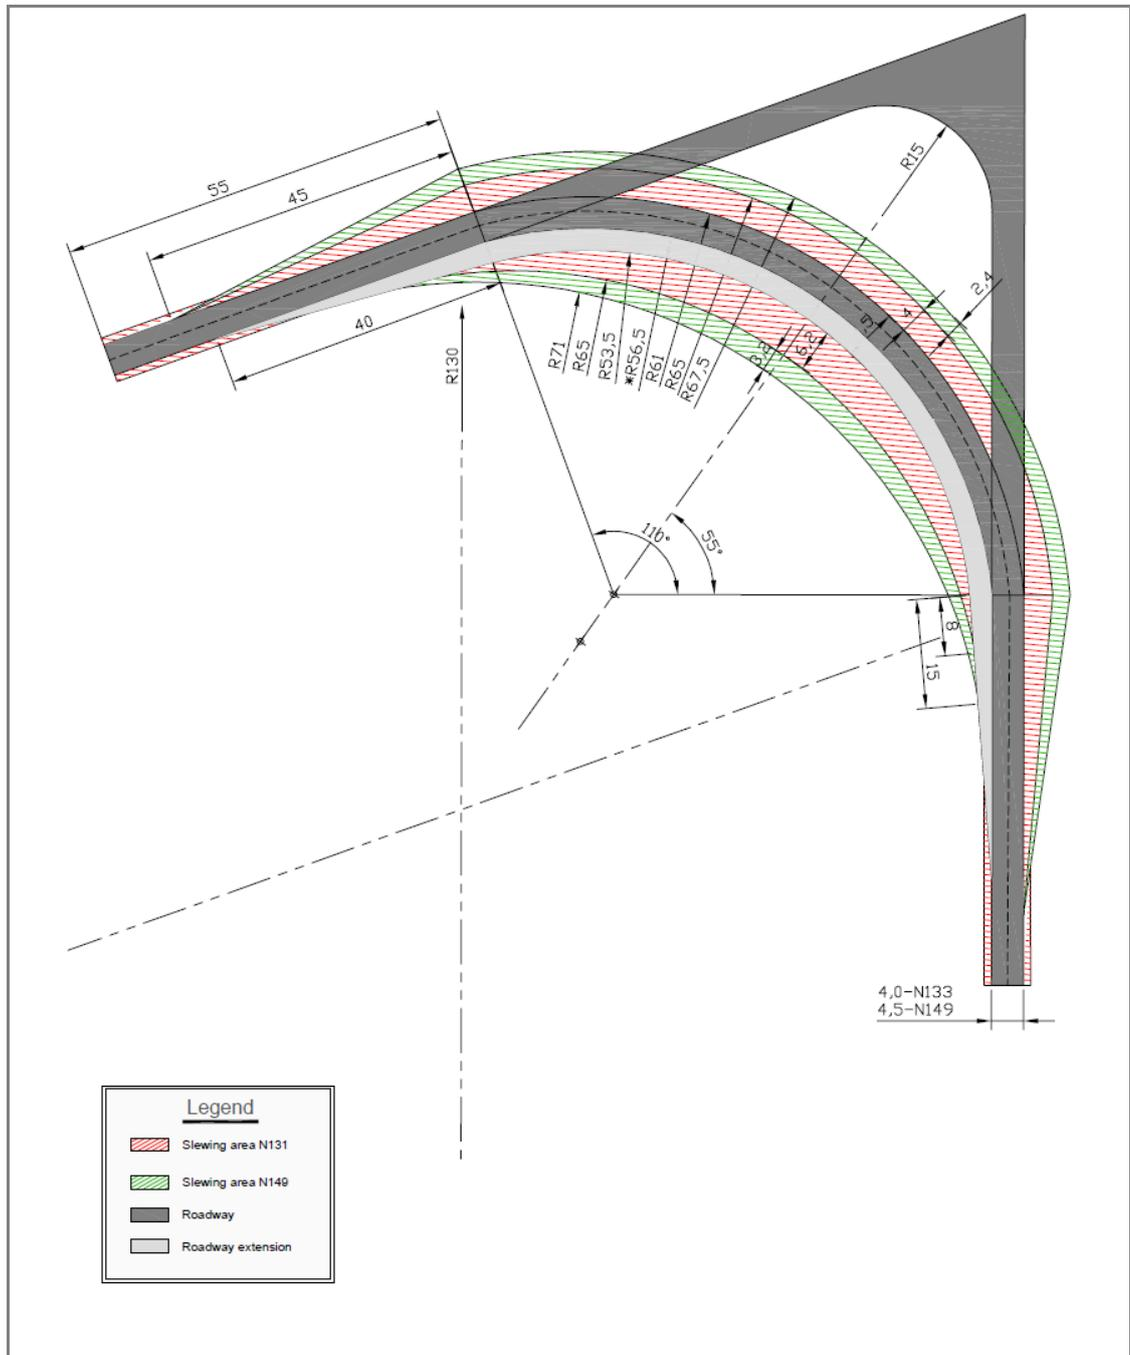 55
45
40
R130
R71
R65
R53,5
*R56,5
R61
R65
R67,5
R15
2,4
4
5
6,2
3,2
110°
55°
8
15
4,0-N133
4,5-N149
Legend
Slewing area N131
Slewing area N149
Roadway
Roadway extension